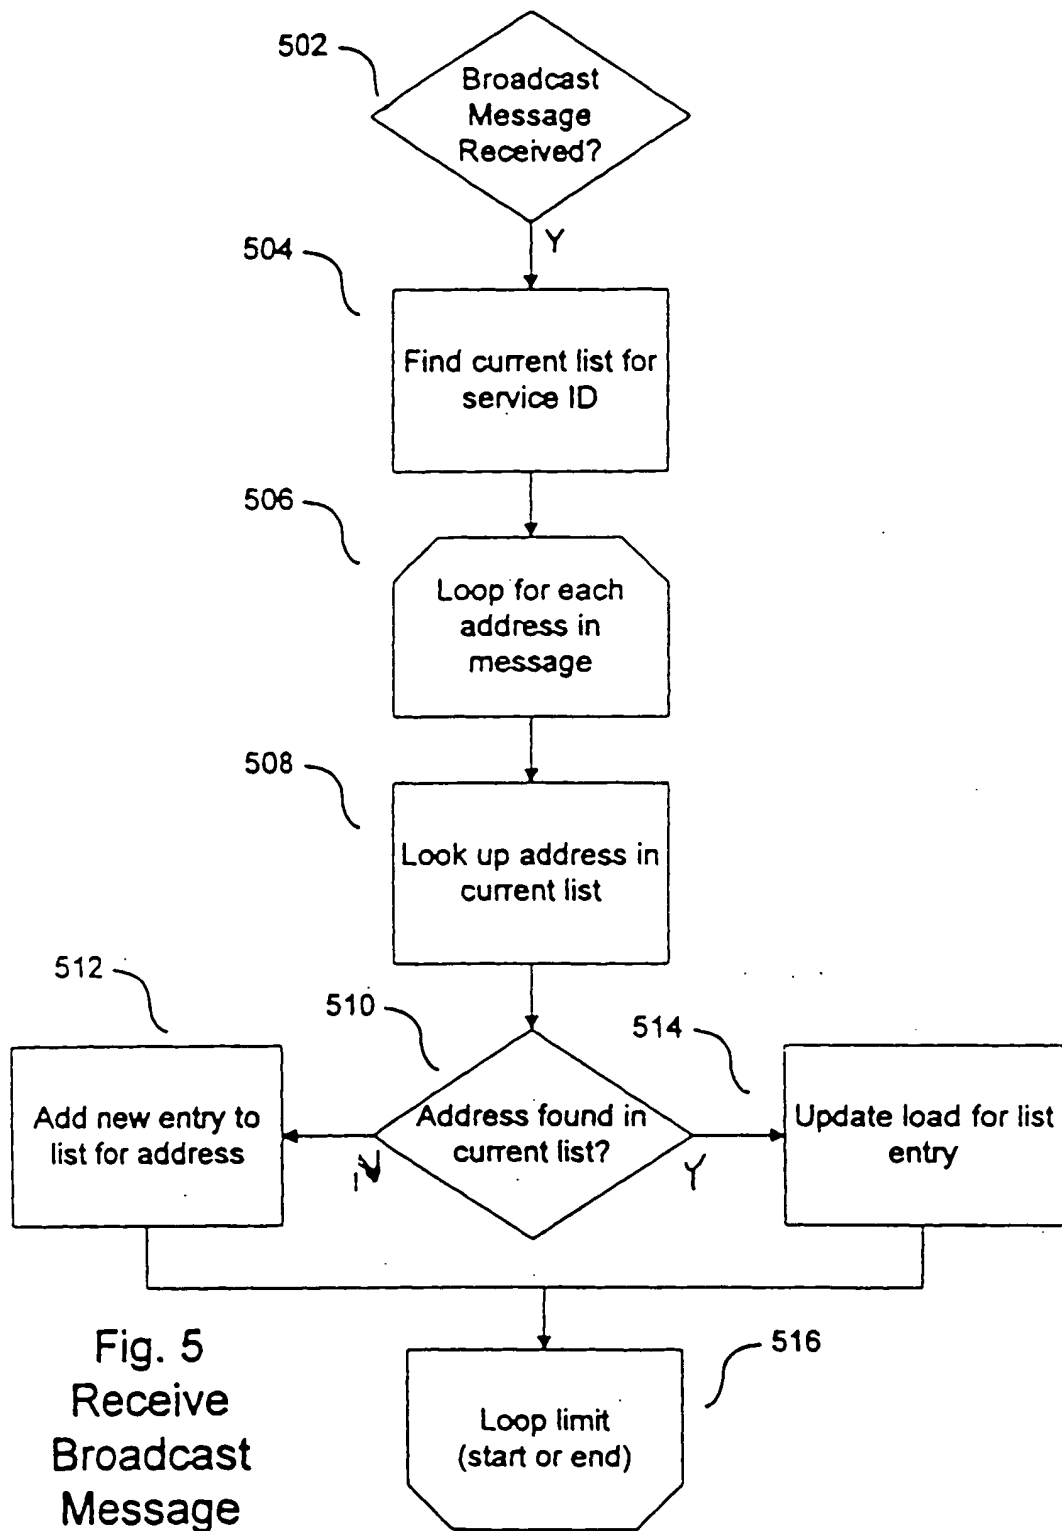 502
Broadcast
Message
Received?
Y
504
Find current list for
service ID
506
Loop for each
address in
message
508
Look up address in
current list
512
510
514
Add new entry to
list for address
Address found in
current list?
Update load for list
entry
N
Y
516
Loop limit
(start or end)
Fig. 5
Receive
Broadcast
Message